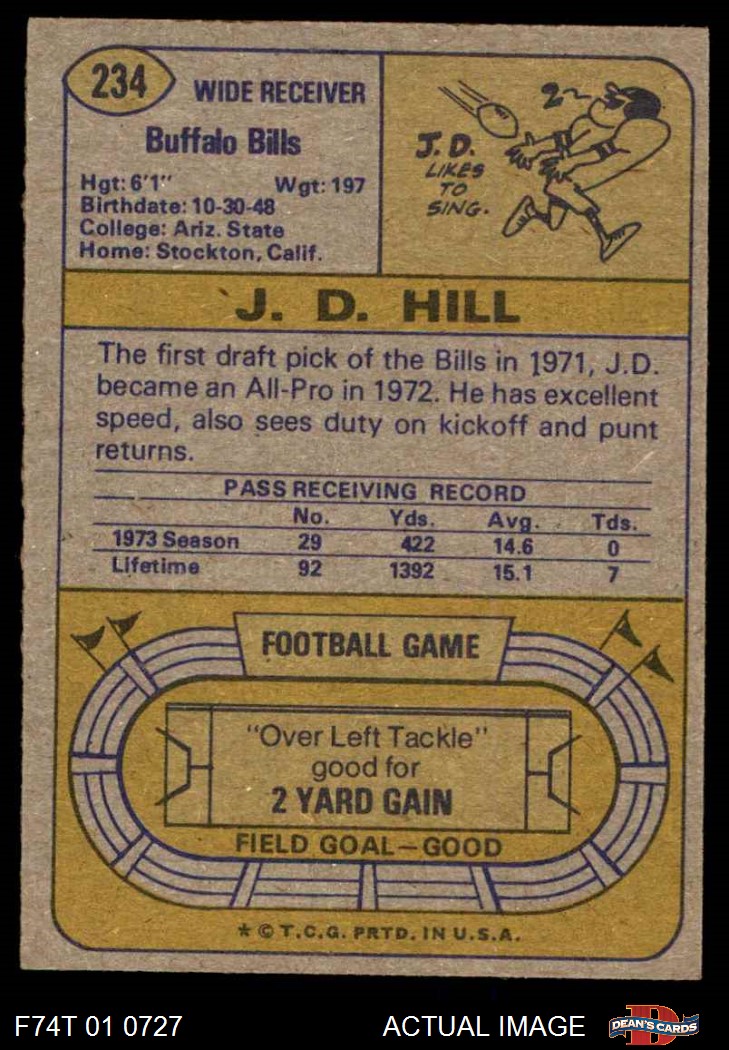 234
WIDE RECEIVER
Buffalo Bills
Hgt: 6'1" Wgt: 197
Birthdate: 10-30-48
College: Ariz. State
Home: Stockton, Calif.
J. D.
LIKES
TO
SING.
J. D. HILL
The first draft pick of the Bills in 1971, J.D.
became an All-Pro in 1972. He has excellent
speed, also sees duty on kickoff and punt
returns.
PASS RECEIVING RECORD
No. Yds. Avg. Tds.
1973 Season 29 422 14.6 0
Lifetime 92 1392 15.1 7
FOOTBALL GAME
"Over Left Tackle"
good for
2 YARD GAIN
FIELD GOAL—GOOD
* © T.C.G. PRTD. IN U.S.A.
F74T 01 0727 ACTUAL IMAGE DEAN'S CARDS